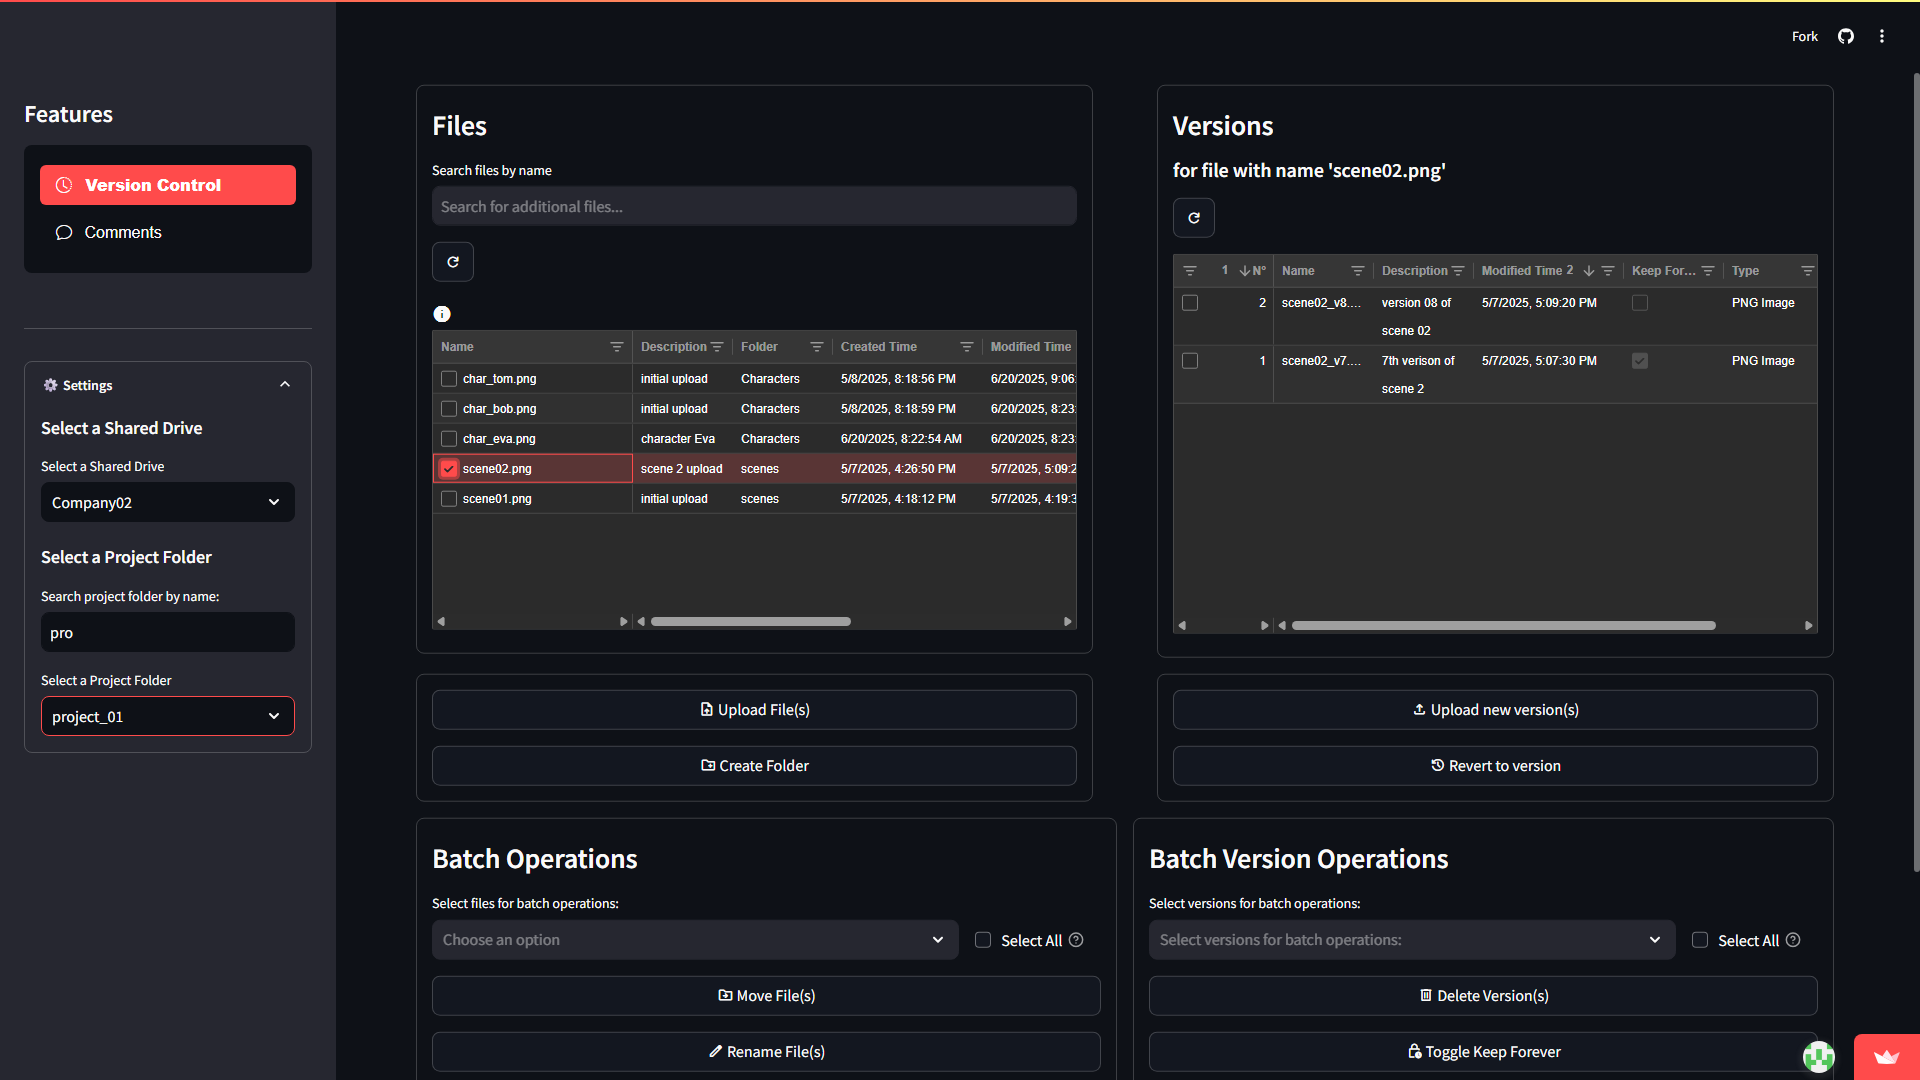 Fork
Features
Version Control
Comments
Settings
Select a Shared Drive
Select a Shared Drive
Company02
Select a Project Folder
Search project folder by name:
pro
Select a Project Folder
project_01
Files
Search files by name
Search for additional files...
Name Description Folder Created Time Modified Time
char_tom.png initial upload Characters 5/8/2025, 8:18:56 PM 6/20/2025, 9:06:
char_bob.png initial upload Characters 5/8/2025, 8:18:59 PM 6/20/2025, 8:23:
char_eva.png character Eva Characters 6/20/2025, 8:22:54 AM 6/20/2025, 8:23:
scene02.png scene 2 upload scenes 5/7/2025, 4:26:50 PM 5/7/2025, 5:09:2
scene01.png initial upload scenes 5/7/2025, 4:18:12 PM 5/7/2025, 4:19:3
Upload File(s)
Create Folder
Versions
for file with name 'scene02.png'
1 N° Name Description Modified Time 2 Keep For... Type
2 scene02_v8.... version 08 of 5/7/2025, 5:09:20 PM PNG Image
scene 02
1 scene02_v7.... 7th verison of 5/7/2025, 5:07:30 PM PNG Image
scene 2
Upload new version(s)
Revert to version
Batch Operations
Select files for batch operations:
Choose an option Select All
Move File(s)
Rename File(s)
Batch Version Operations
Select versions for batch operations:
Select versions for batch operations: Select All
Delete Version(s)
Toggle Keep Forever